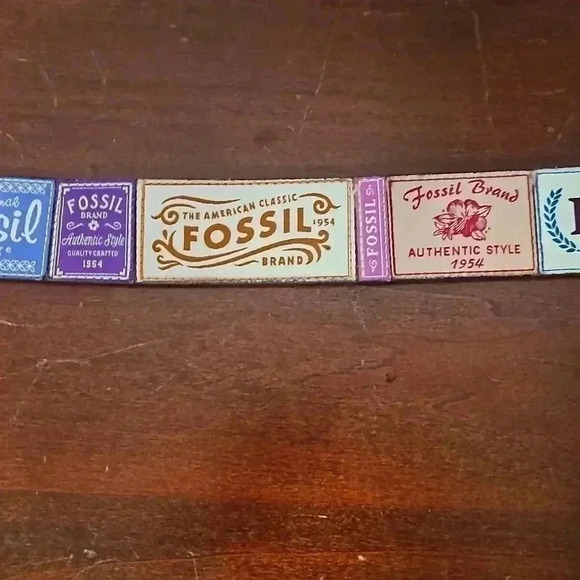 FOSSIL
BRAND
Authentic Style
QUALITY CRAFTED
1954
THE AMERICAN CLASSIC
FOSSIL
1954
BRAND
FOSSIL
Fossil Brand
AUTHENTIC STYLE
1954